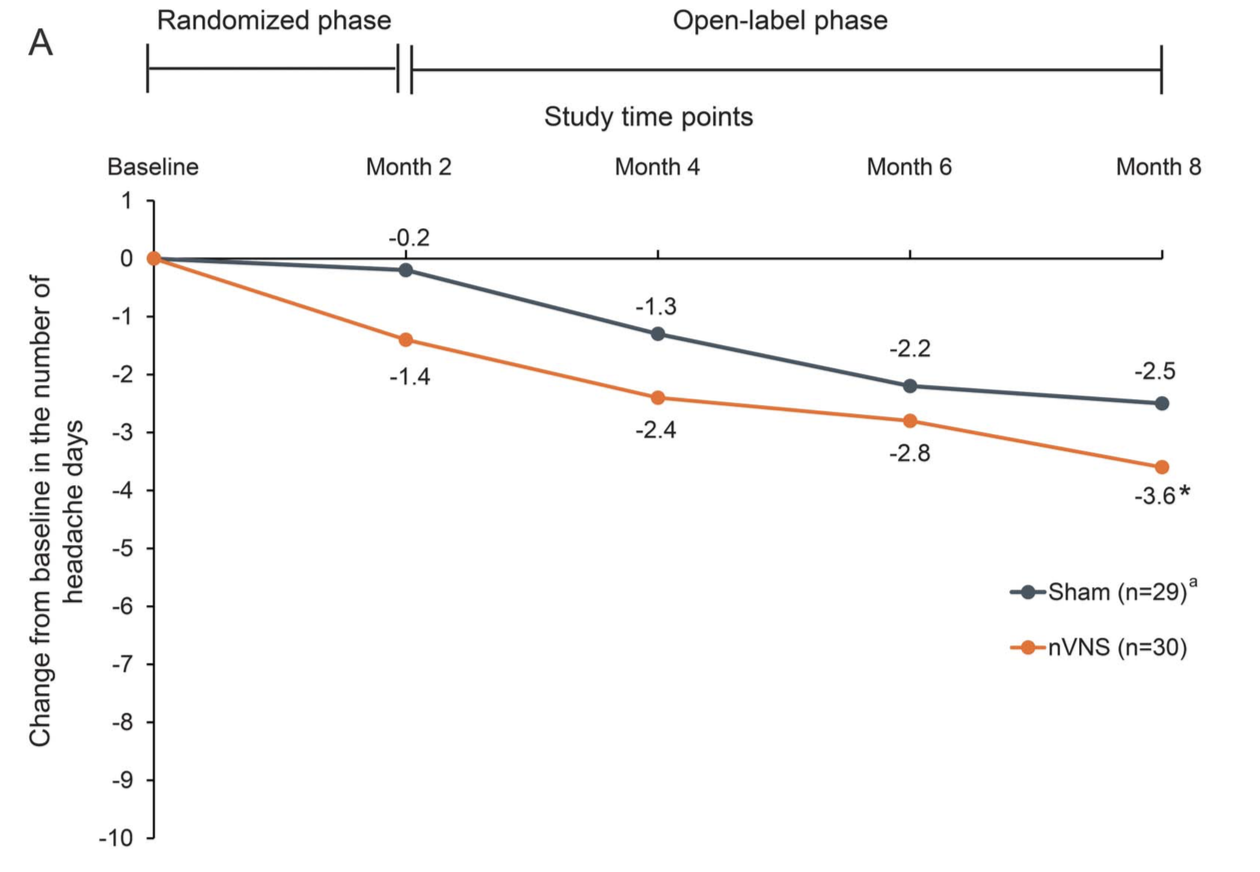 A
Randomized phase
Open-label phase
Study time points
Baseline
Month 2
Month 4
Month 6
Month 8
Change from baseline in the number of
headache days
1
0
-1
-2
-3
-4
-5
-6
-7
-8
-9
-10
-0.2
-1.3
-2.2
-2.5
-1.4
-2.4
-2.8
-3.6*
Sham (n=29)ᵃ
nVNS (n=30)